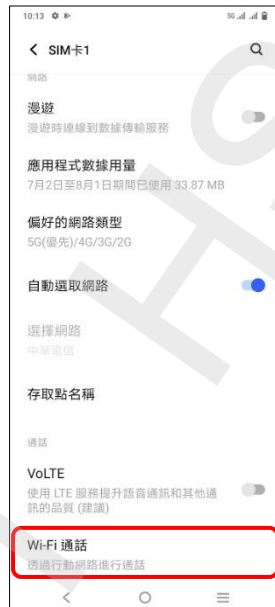 10:13
5G
SIM卡1
網路
漫遊
漫遊時連線到數據傳輸服務
應用程式數據用量
7月2日至8月1日期間已使用 33.87 MB
偏好的網路類型
5G(優先)/4G/3G/2G
自動選取網路
選擇網路
中華電信
存取點名稱
通話
VoLTE
使用 LTE 服務提升語音通訊和其他通
訊的品質 (建議)
Wi-Fi 通話
透過行動網路進行通話